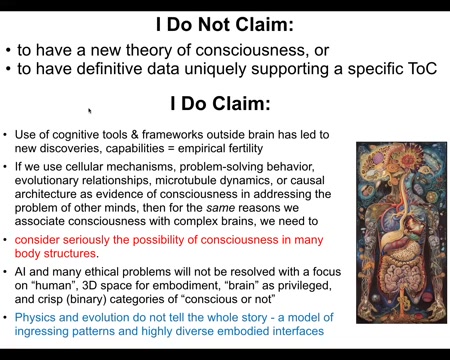 I Do Not Claim:
• to have a new theory of consciousness, or
• to have definitive data uniquely supporting a specific ToC
I Do Claim:
• Use of cognitive tools & frameworks outside brain has led to
new discoveries, capabilities = empirical fertility
• If we use cellular mechanisms, problem-solving behavior,
evolutionary relationships, microtubule dynamics, or causal
architecture as evidence of consciousness in addressing the
problem of other minds, then for the same reasons we
associate consciousness with complex brains, we need to
• consider seriously the possibility of consciousness in many
body structures.
• AI and many ethical problems will not be resolved with a focus
on “human”, 3D space for embodiment, “brain” as privileged,
and crisp (binary) categories of “conscious or not”
• Physics and evolution do not tell the whole story - a model of
ingressing patterns and highly diverse embodied interfaces